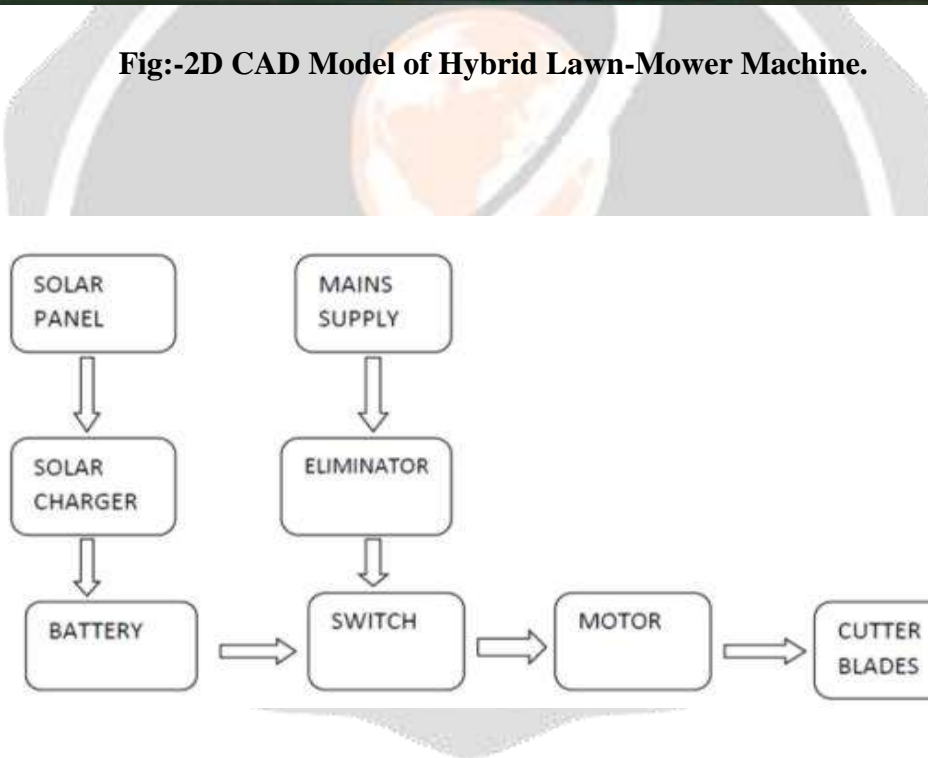 Fig:-2D CAD Model of Hybrid Lawn-Mower Machine.
SOLAR
PANEL
MAINS
SUPPLY
SOLAR
CHARGER
ELIMINATOR
BATTERY
SWITCH
MOTOR
CUTTER
BLADES